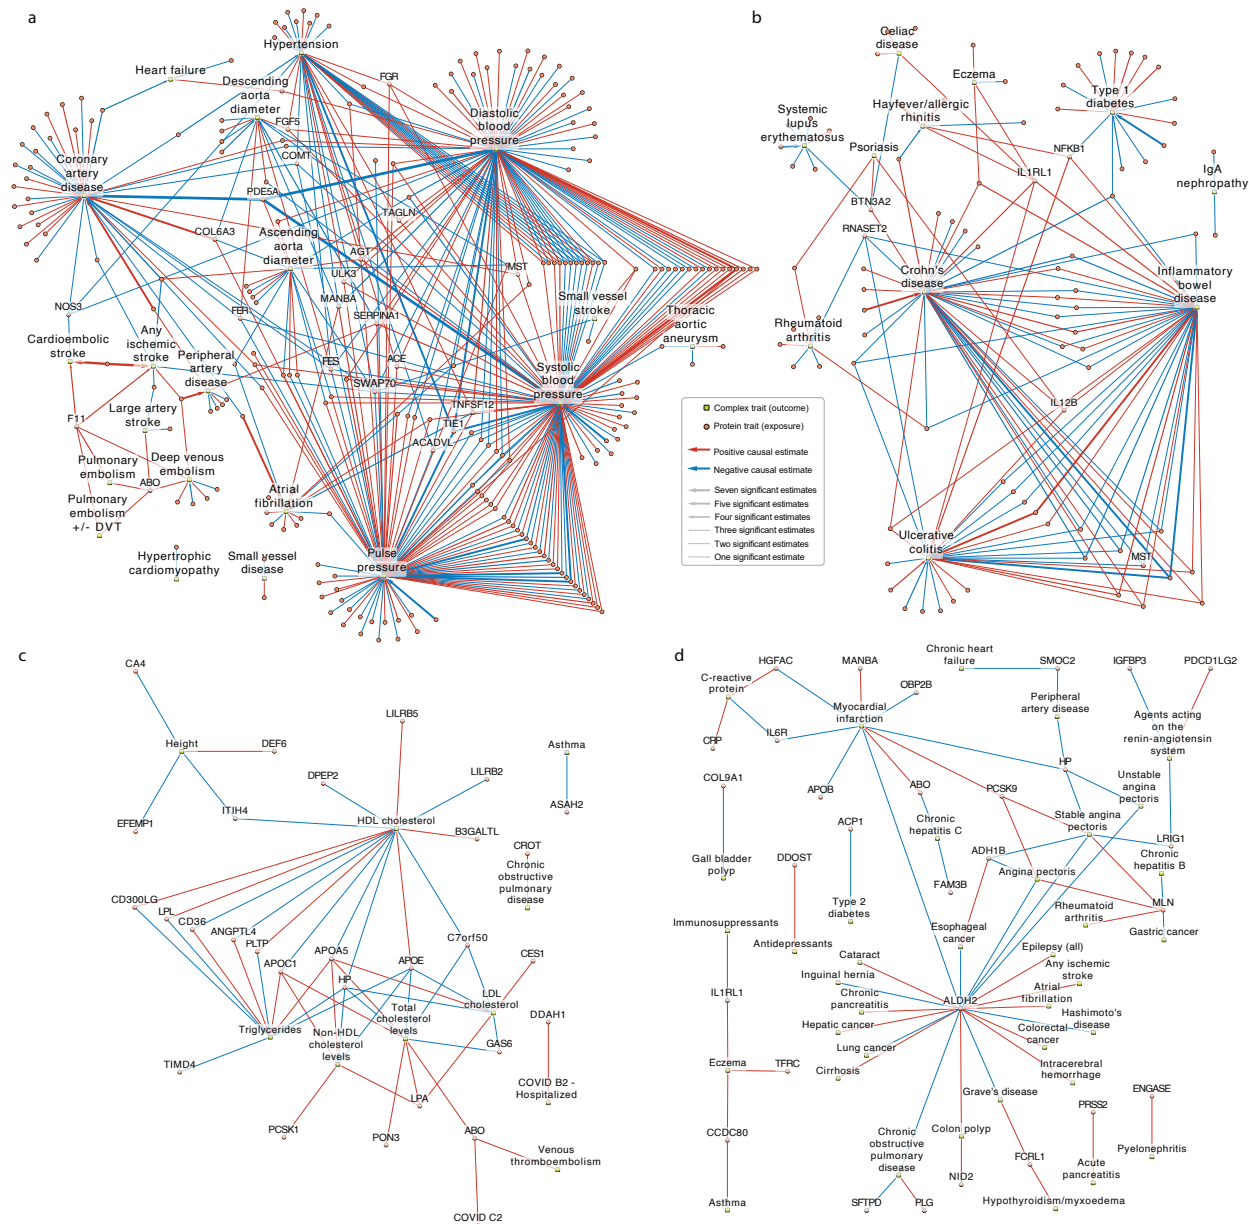 a
Hypertension
Heart failure
Descending
aorta
diameter
FGR
FGF5
COMT
Diastolic
blood
pressure
Coronary
artery
disease
PDE5A
TAGLN
COL6A3
Ascending
aorta
diameter
AGT
ULK3
MST
MANBA
NOS3
FER
SERPINA1
Small vessel
stroke
Thoracic
aortic
aneurysm
Cardioembolic
stroke
Any
ischemic
stroke
Peripheral
artery
disease
FES
ACE
SWAP70
Systolic
blood
pressure
F11
Large artery
stroke
TNFSF12
TIE1
ACADVL
Pulmonary
embolism
Deep venous
embolism
ABO
Pulmonary
embolism
+/- DVT
Atrial
fibrillation
Hypertrophic
cardiomyopathy
Small vessel
disease
Pulse
pressure
Complex trait (outcome)
Protein trait (exposure)
Positive causal estimate
Negative causal estimate
Seven significant estimates
Five significant estimates
Four significant estimates
Three significant estimates
Two significant estimates
One significant estimate
b
Celiac
disease
Eczema
Type 1
diabetes
Systemic
lupus
erythematosus
Hayfever/allergic
rhinitis
Psoriasis
NFKB1
IL1RL1
IgA
nephropathy
BTN3A2
RNASET2
Crohn's
disease
Inflammatory
bowel
disease
Rheumatoid
arthritis
IL12B
Ulcerative
colitis
MST
c
CA4
LILRB5
Height
DEF6
Asthma
DPEP2
LILRB2
ASAH2
EFEMP1
ITIH4
HDL cholesterol
B3GALTL
CROT
Chronic
obstructive
pulmonary
disease
CD300LG
LPL
CD36
ANGPTL4
PLTP
C7orf50
APOA5
APOE
CES1
APOC1
HP
LDL
cholesterol
Triglycerides
Non-HDL
cholesterol
levels
Total
cholesterol
levels
DDAH1
GAS6
TIMD4
COVID B2 -
Hospitalized
LPA
PCSK1
PON3
ABO
Venous
thromboembolism
COVID C2
d
HGFAC
MANBA
Chronic heart
failure
SMOC2
IGFBP3
PDCD1LG2
C-reactive
protein
OBP2B
Myocardial
infarction
Peripheral
artery disease
Agents acting
on the
renin-angiotensin
system
CRP
IL6R
HP
COL9A1
APOB
ABO
PCSK9
Unstable
angina
pectoris
ACP1
Chronic
hepatitis C
Stable angina
pectoris
LRIG1
Gall bladder
polyp
DDOST
ADH1B
Chronic
hepatitis B
FAM3B
Angina pectoris
Type 2
diabetes
MLN
Immunosuppressants
Rheumatoid
arthritis
Antidepressants
Esophageal
cancer
Gastric cancer
Cataract
Epilepsy (all)
Inguinal hernia
Any ischemic
stroke
IL1RL1
Chronic
pancreatitis
ALDH2
Atrial
fibrillation
Hepatic cancer
Hashimoto's
disease
Colorectal
cancer
Lung cancer
Eczema
TFRC
Cirrhosis
Intracerebral
hemorrhage
Grave's disease
PRSS2
ENGASE
CCDC80
Chronic
obstructive
pulmonary
disease
Colon polyp
FCRL1
Acute
pancreatitis
Pyelonephritis
NID2
Asthma
SFTPD
PLG
Hypothyroidism/myxoedema